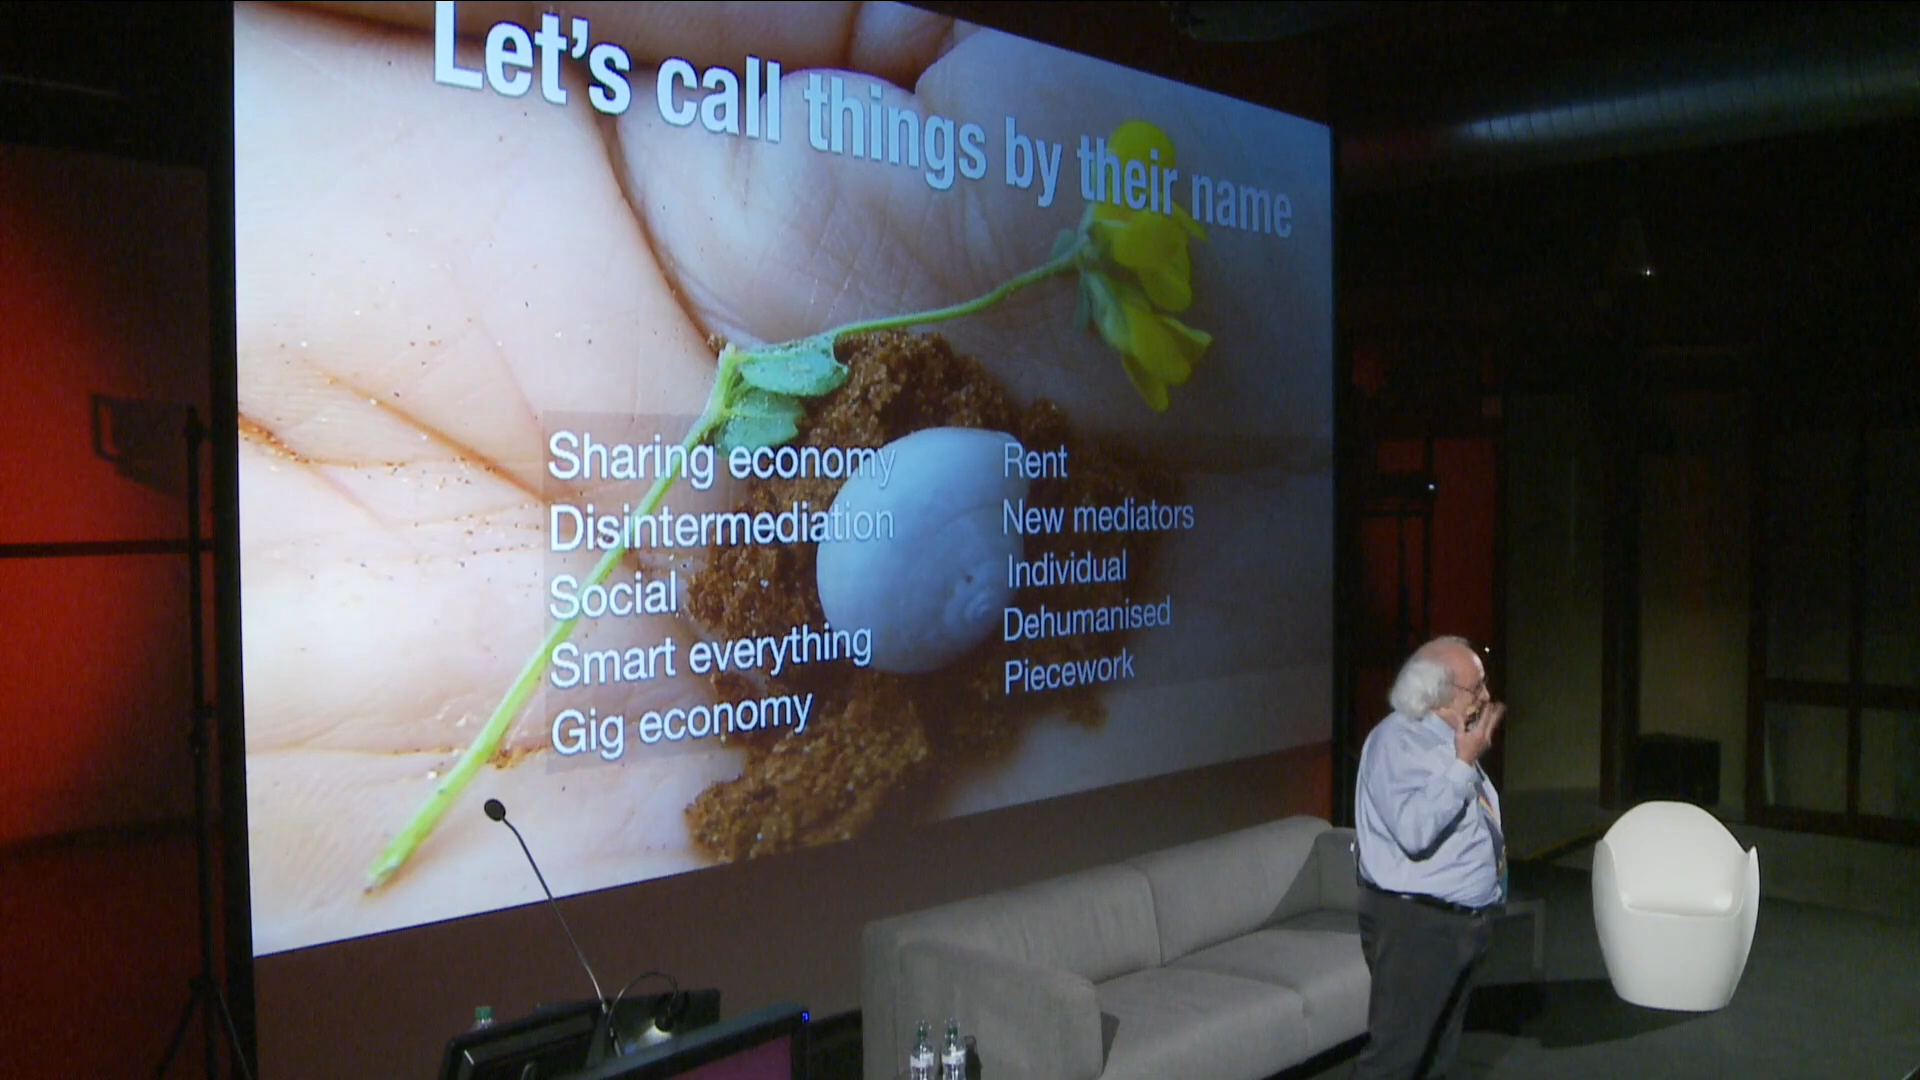 Let's call things by their name
Sharing economy
Disintermediation
Social
Smart everything
Gig economy
Rent
New mediators
Individual
Dehumanised
Piecework